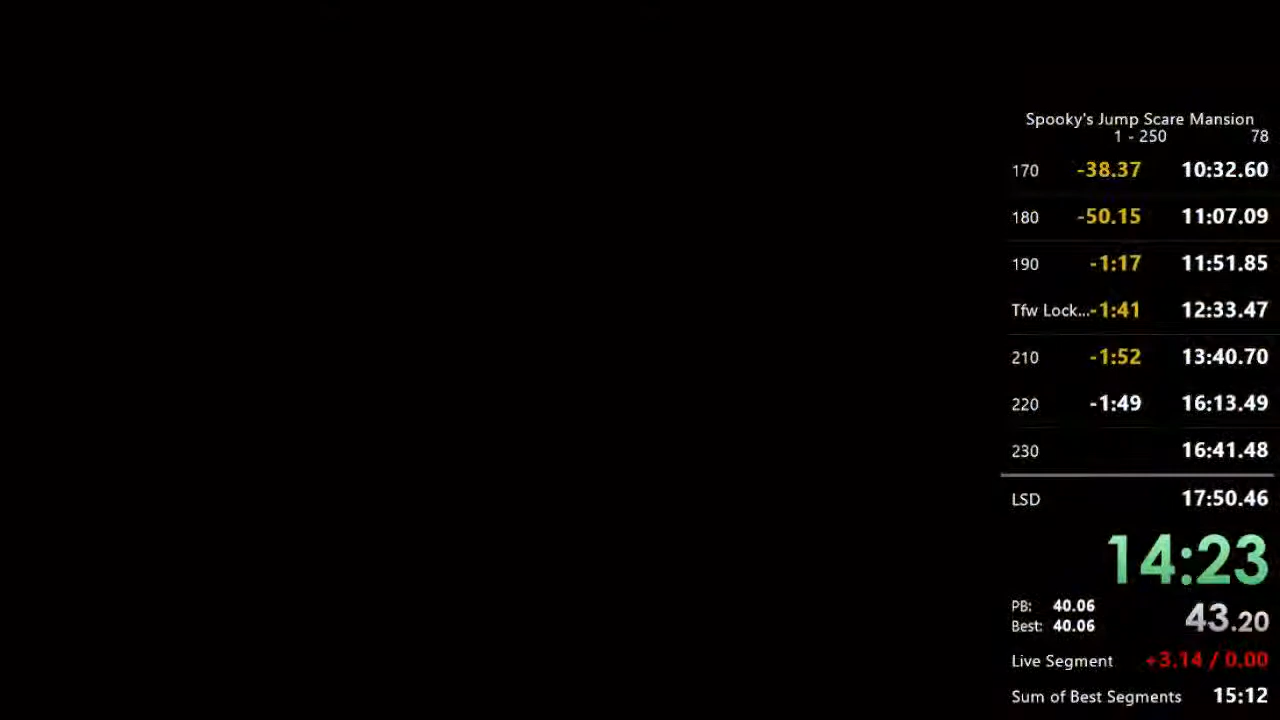 Spooky's Jump Scare Mansion
1 - 250 78
170 -38.37 10:32.60
180 -50.15 11:07.09
190 -1:17 11:51.85
Tfw Lock... -1:41 12:33.47
210 -1:52 13:40.70
220 -1:49 16:13.49
230 16:41.48
LSD 17:50.46
14:23
PB: 40.06 43.20
Best: 40.06
Live Segment +3.14 / 0.00
Sum of Best Segments 15:12